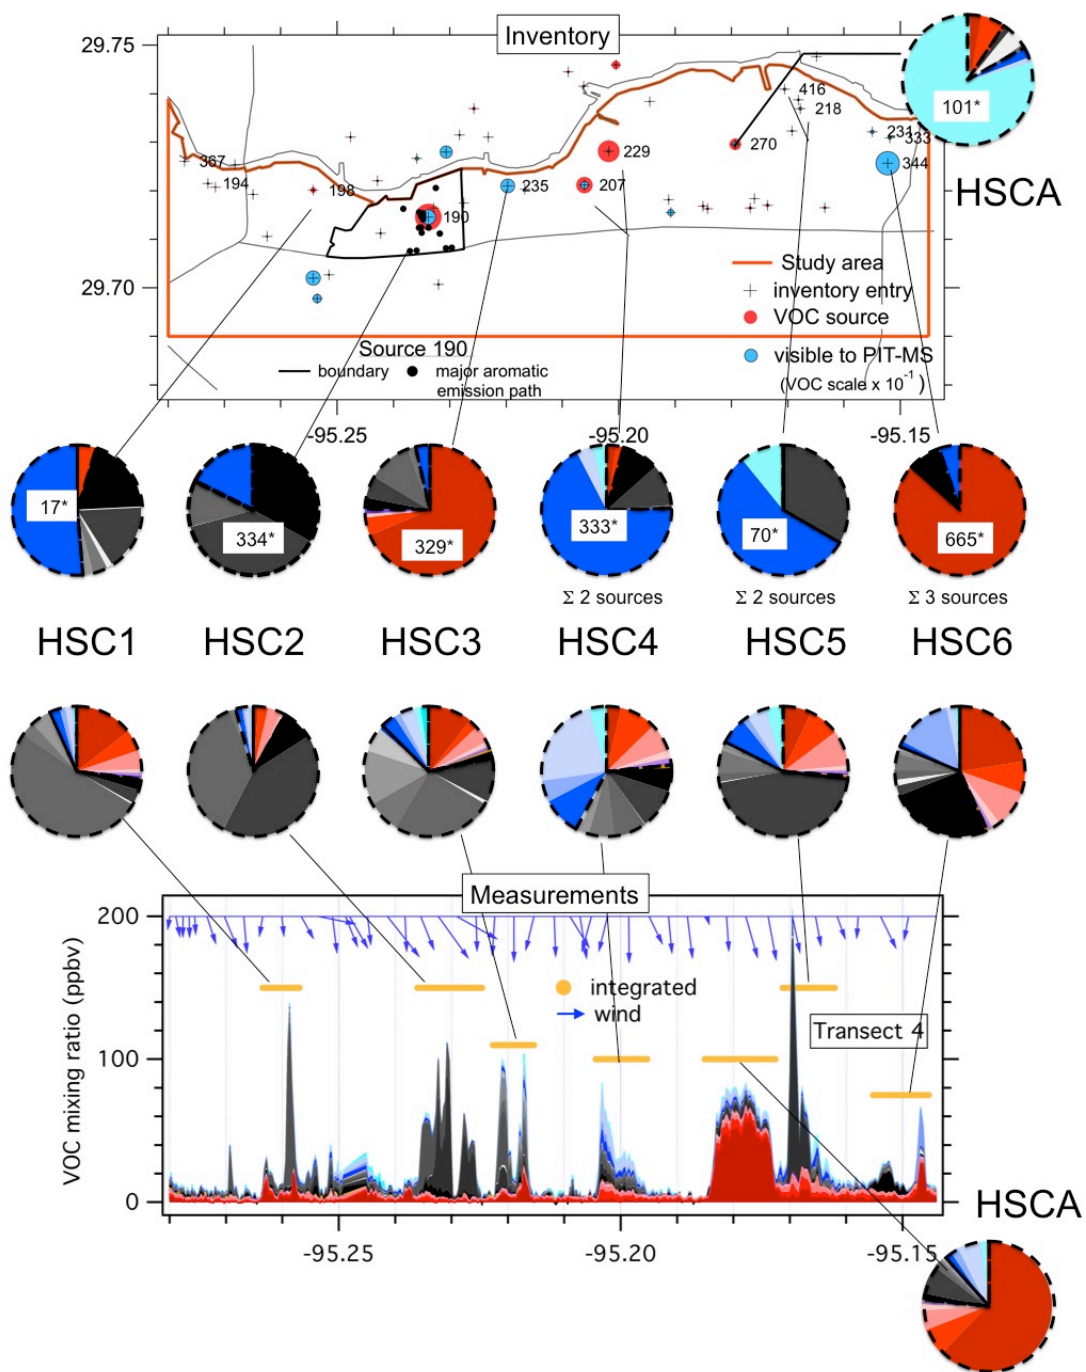 Inventory
29.75
29.70
101*
HSCA
416
218
231
333
344
270
229
207
235
367
194
198
190
Study area
inventory entry
VOC source
visible to PIT-MS
(VOC scale x 10⁻¹)
Source 190
boundary
major aromatic
emission path
-95.25
-95.20
-95.15
17*
334*
329*
333*
70*
665*
Σ 2 sources
Σ 2 sources
Σ 3 sources
HSC1
HSC2
HSC3
HSC4
HSC5
HSC6
Measurements
VOC mixing ratio (ppbv)
200
100
0
integrated
wind
Transect 4
-95.25
-95.20
-95.15
HSCA